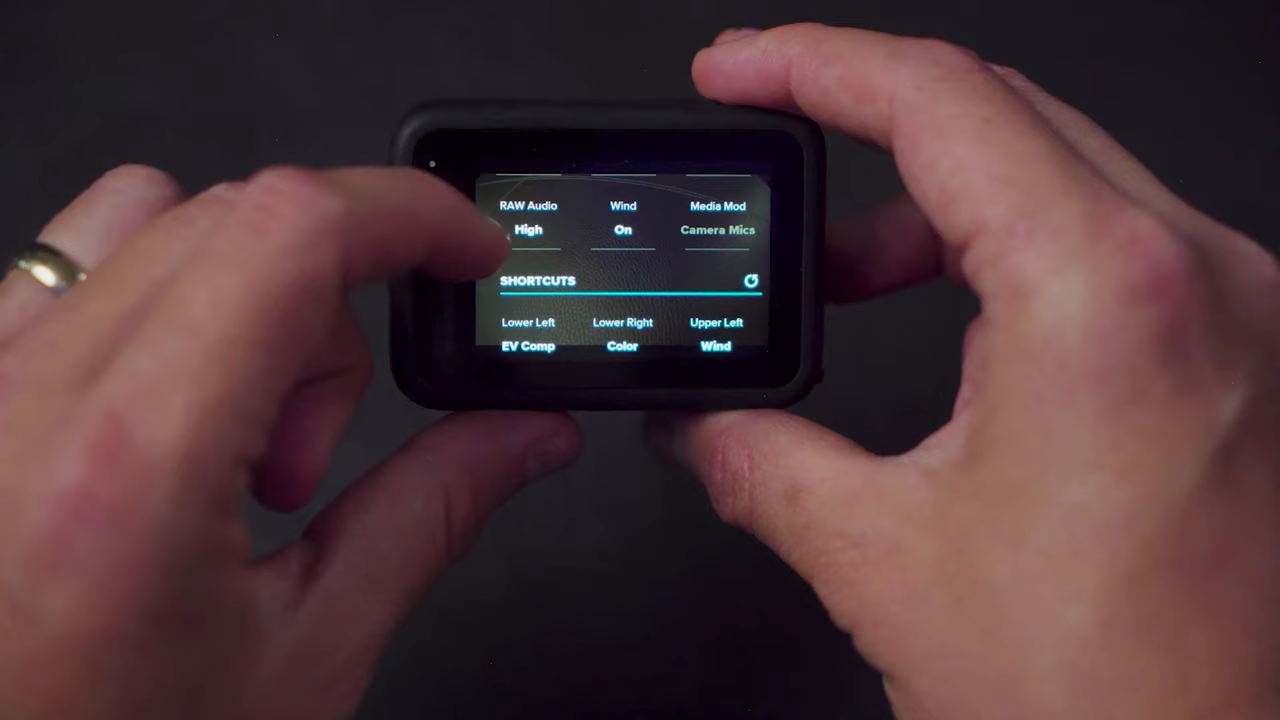 RAW Audio Wind Media Mod
High On Camera Mics
SHORTCUTS
Lower Left Lower Right Upper Left
EV Comp Color Wind